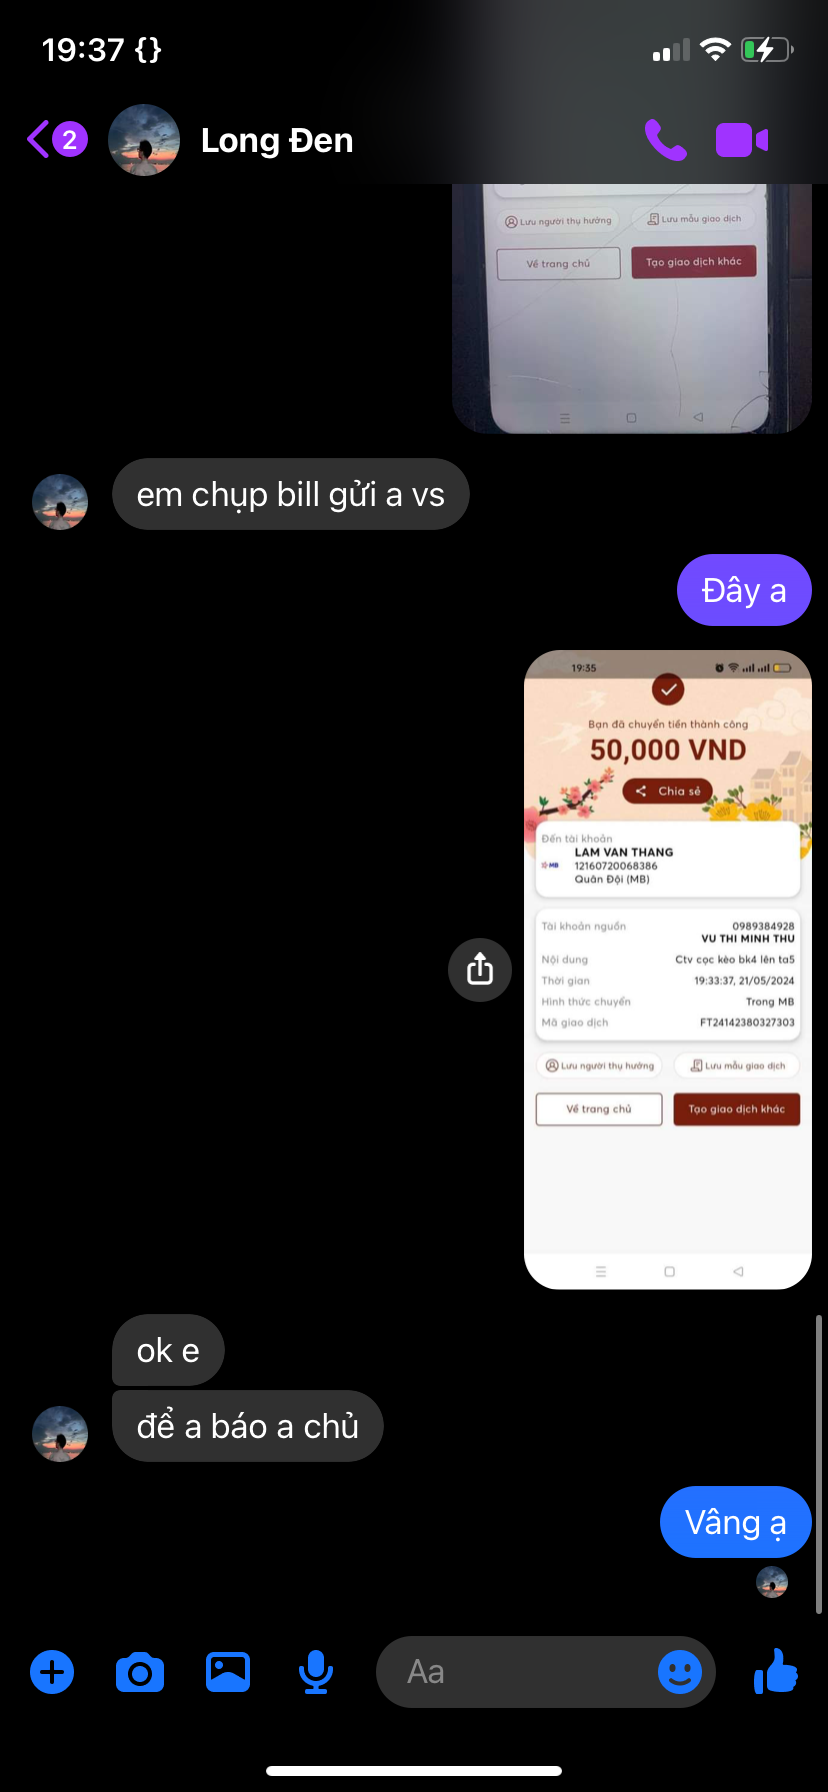 19:37 {}
2
Long Đen
Lưu người thụ hưởng
Lưu mẫu giao dịch
Về trang chủ
Tạo giao dịch khác
em chụp bill gửi a vs
Đây a
19:35
Bạn đã chuyển tiền thành công
50,000 VND
Chia sẻ
Đến tài khoản
LAM VAN THANG
MB
12160720068386
Quân Đội (MB)
Tài khoản nguồn
0989384928
VU THI MINH THU
Nội dung
Ctv cọc kèo bk4 lên ta5
Thời gian
19:33:37, 21/05/2024
Hình thức chuyển
Trong MB
Mã giao dịch
FT24142380327303
Lưu người thụ hưởng
Lưu mẫu giao dịch
Về trang chủ
Tạo giao dịch khác
ok e
để a báo a chủ
Vâng ạ
Aa